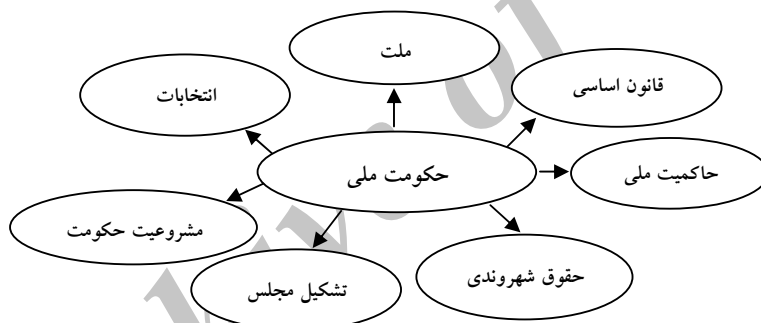 ملت
قانون اساسی
انتخابات
حکومت ملی
حاکمیت ملی
مشروعیت حکومت
حقوق شهروندی
تشکیل مجلس